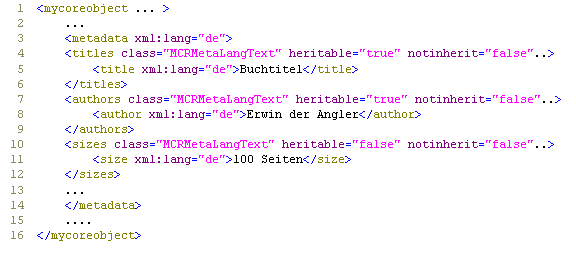 1 <mycoreobject ... >
2 ...
3 <metadata xml:lang="de">
4 <titles class="MCRMetaLangText" heritable="true" notinherit="false"..>
5 <title xml:lang="de">Buchtitel</title>
6 </titles>
7 <authors class="MCRMetaLangText" heritable="true" notinherit="false"..>
8 <author xml:lang="de">Erwin der Angler</author>
9 </authors>
10 <sizes class="MCRMetaLangText" heritable="false" notinherit="false"..>
11 <size xml:lang="de">100 Seiten</size>
12 </sizes>
13 ...
14 </metadata>
15 ....
16 </mycoreobject>